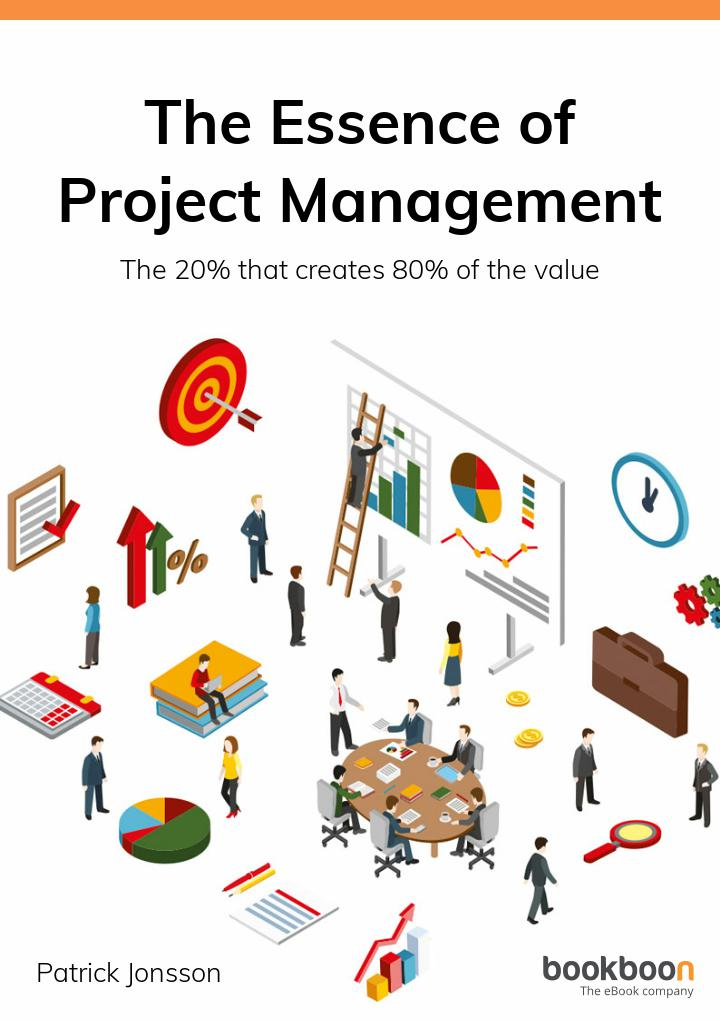 The Essence of
Project Management
The 20% that creates 80% of the value
%
Patrick Jonsson
bookboon
The eBook company